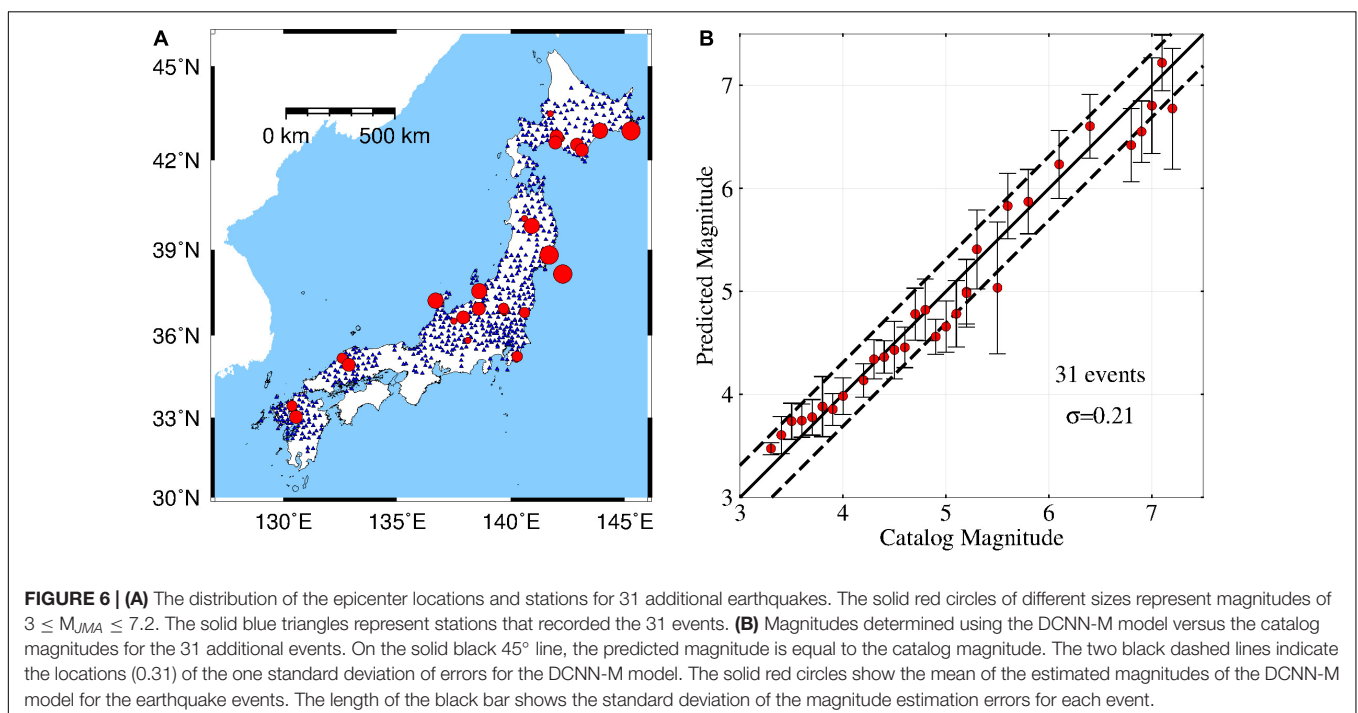 A
45°N
42°N
39°N
36°N
33°N
30°N
0 km 500 km
130°E 135°E 140°E 145°E
B
Predicted Magnitude
7
6
5
4
3
31 events
σ=0.21
3 4 5 6 7
Catalog Magnitude
FIGURE 6 | (A) The distribution of the epicenter locations and stations for 31 additional earthquakes. The solid red circles of different sizes represent magnitudes of
3 ≤ M_JMA ≤ 7.2. The solid blue triangles represent stations that recorded the 31 events. (B) Magnitudes determined using the DCNN-M model versus the catalog
magnitudes for the 31 additional events. On the solid black 45° line, the predicted magnitude is equal to the catalog magnitude. The two black dashed lines indicate
the locations (0.31) of the one standard deviation of errors for the DCNN-M model. The solid red circles show the mean of the estimated magnitudes of the DCNN-M
model for the earthquake events. The length of the black bar shows the standard deviation of the magnitude estimation errors for each event.